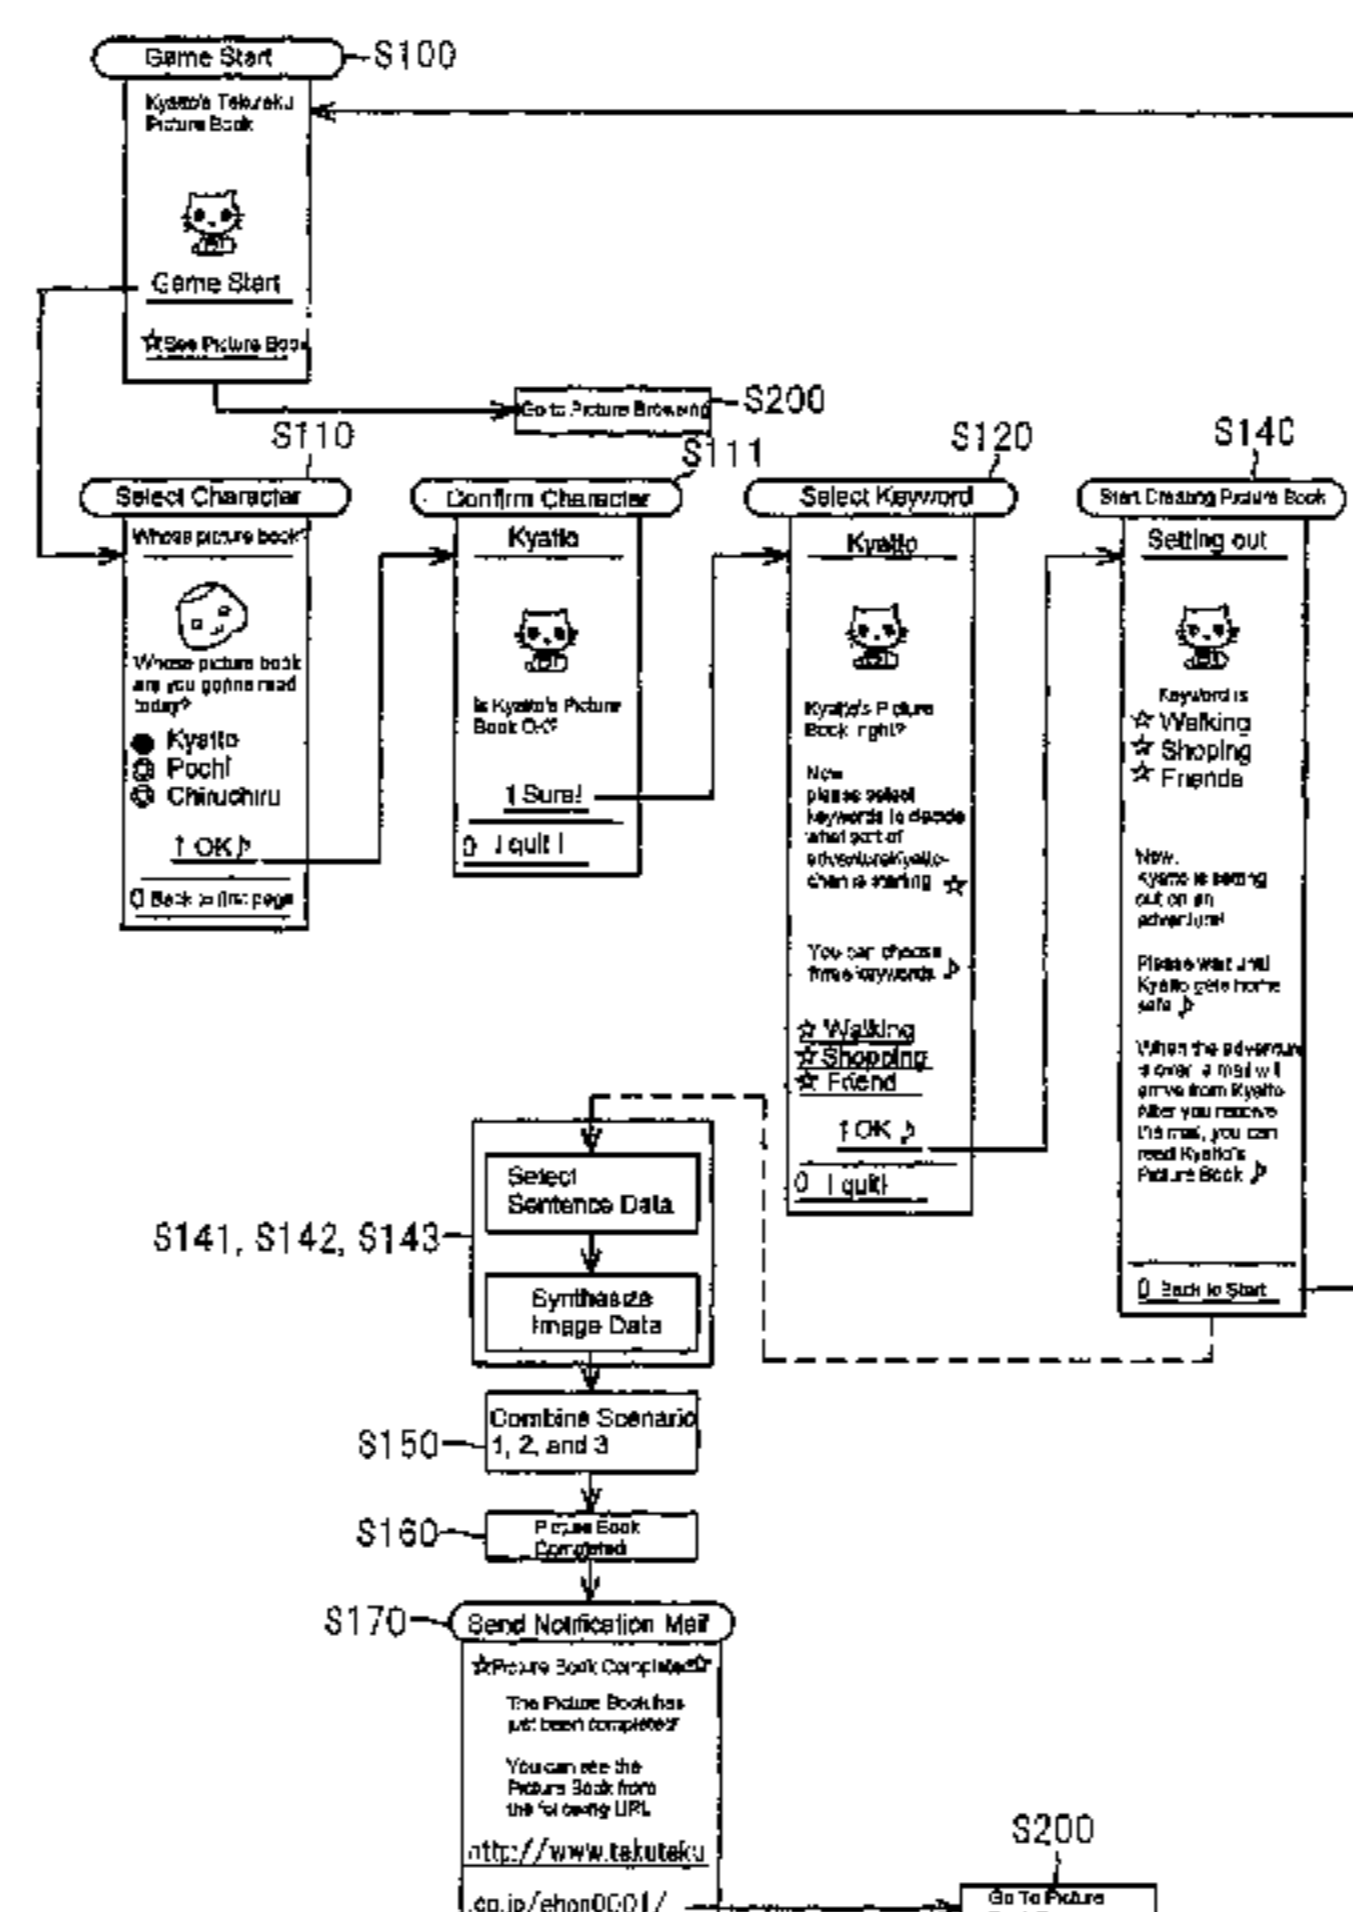 Game Start
S100
Kyatto's Tekuteku
Picture Book
Game Start
☆See Picture Book
Go to Picture Browsing
S200
S110
S111
S120
S140
Select Character
Whose picture book?
Whose picture book
are you gonna read
today?
Kyatto
Pochi
Chiruchiru
1 OK♪
0 Back to first page
Confirm Character
Kyatto
Is Kyatto's Picture
Book OK?
1 Sure!
0 I quit!
Select Keyword
Kyatto
Kyatto's Picture
Book right?
Now
please select
keywords to decide
what sort of
adventureKyatto-
chan is starting ☆
You can choose
three keywords ♪
☆ Walking
☆ Shopping
☆ Friend
1 OK ♪
0 I quit!
Start Creating Picture Book
Setting out
Keyword is
☆ Walking
☆ Shoping
☆ Friends
Now,
Kyatto is setting
out on an
adventure!
Please wait until
Kyatto gets home
safe ♪
When the adventure
is over, a mail will
arrive from Kyatto
After you receive
the mail, you can
read Kyatto's
Picture Book ♪
0 Back to Start
Select
Sentence Data
S141, S142, S143
Synthesize
Image Data
Combine Scenario
1, 2, and 3
S150
S160
Picture Book
Completed
S170
Send Notification Mail
☆Picture Book Completed☆
The Picture Book has
just been completed!
You can see the
Picture Book from
the following URL
http://www.tekuteku
.co.jp/ehon0001/
S200
Go To Picture